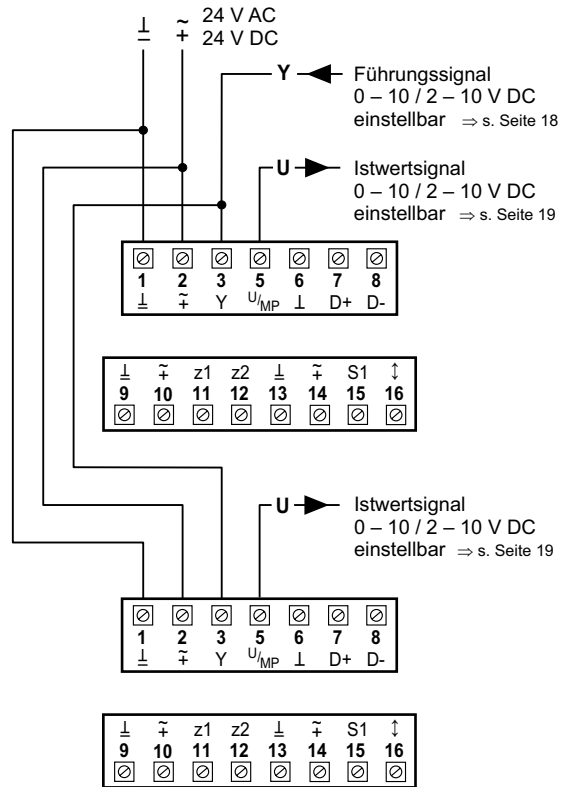 ⊥ ~ 24 V AC
+ 24 V DC
Y Führungssignal
0 – 10 / 2 – 10 V DC
einstellbar ⇒ s. Seite 18
U Istwertsignal
0 – 10 / 2 – 10 V DC
einstellbar ⇒ s. Seite 19
1 2 3 5 6 7 8
⊥ ~+ Y U/MP ⊥ D+ D-
⊥ ~+ z1 z2 ⊥ ~+ S1 ↕
9 10 11 12 13 14 15 16
U Istwertsignal
0 – 10 / 2 – 10 V DC
einstellbar ⇒ s. Seite 19
1 2 3 5 6 7 8
⊥ ~+ Y U/MP ⊥ D+ D-
⊥ ~+ z1 z2 ⊥ ~+ S1 ↕
9 10 11 12 13 14 15 16